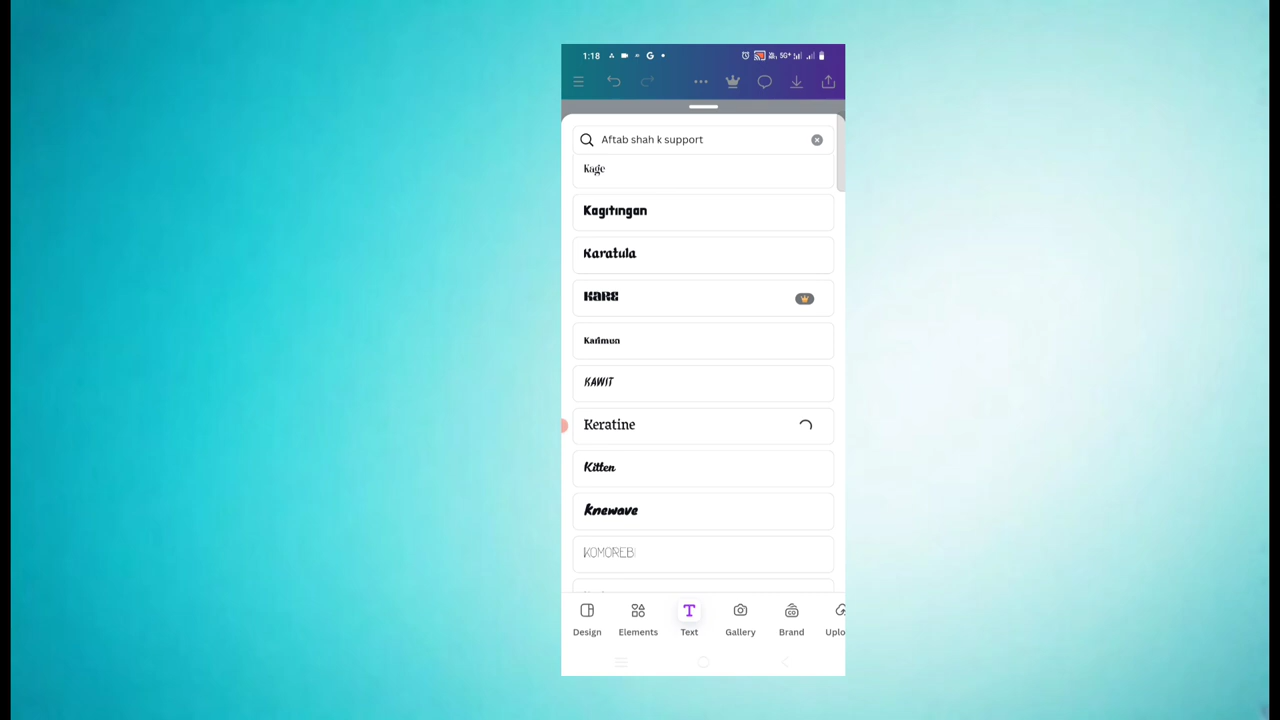 1:18
5G+
Aftab shah k support
Kage
Kagitingan
Karatula
KARE
Karimun
KAWIT
Keratine
Kitten
Knewave
KOMOREBI
Design Elements Text Gallery Brand Uplo